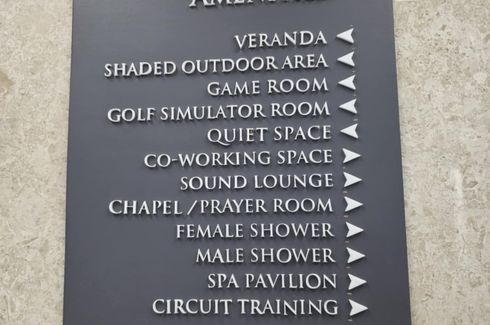 VERANDA
SHADED OUTDOOR AREA
GAME ROOM
GOLF SIMULATOR ROOM
QUIET SPACE
CO-WORKING SPACE
SOUND LOUNGE
CHAPEL / PRAYER ROOM
FEMALE SHOWER
MALE SHOWER
SPA PAVILION
CIRCUIT TRAINING